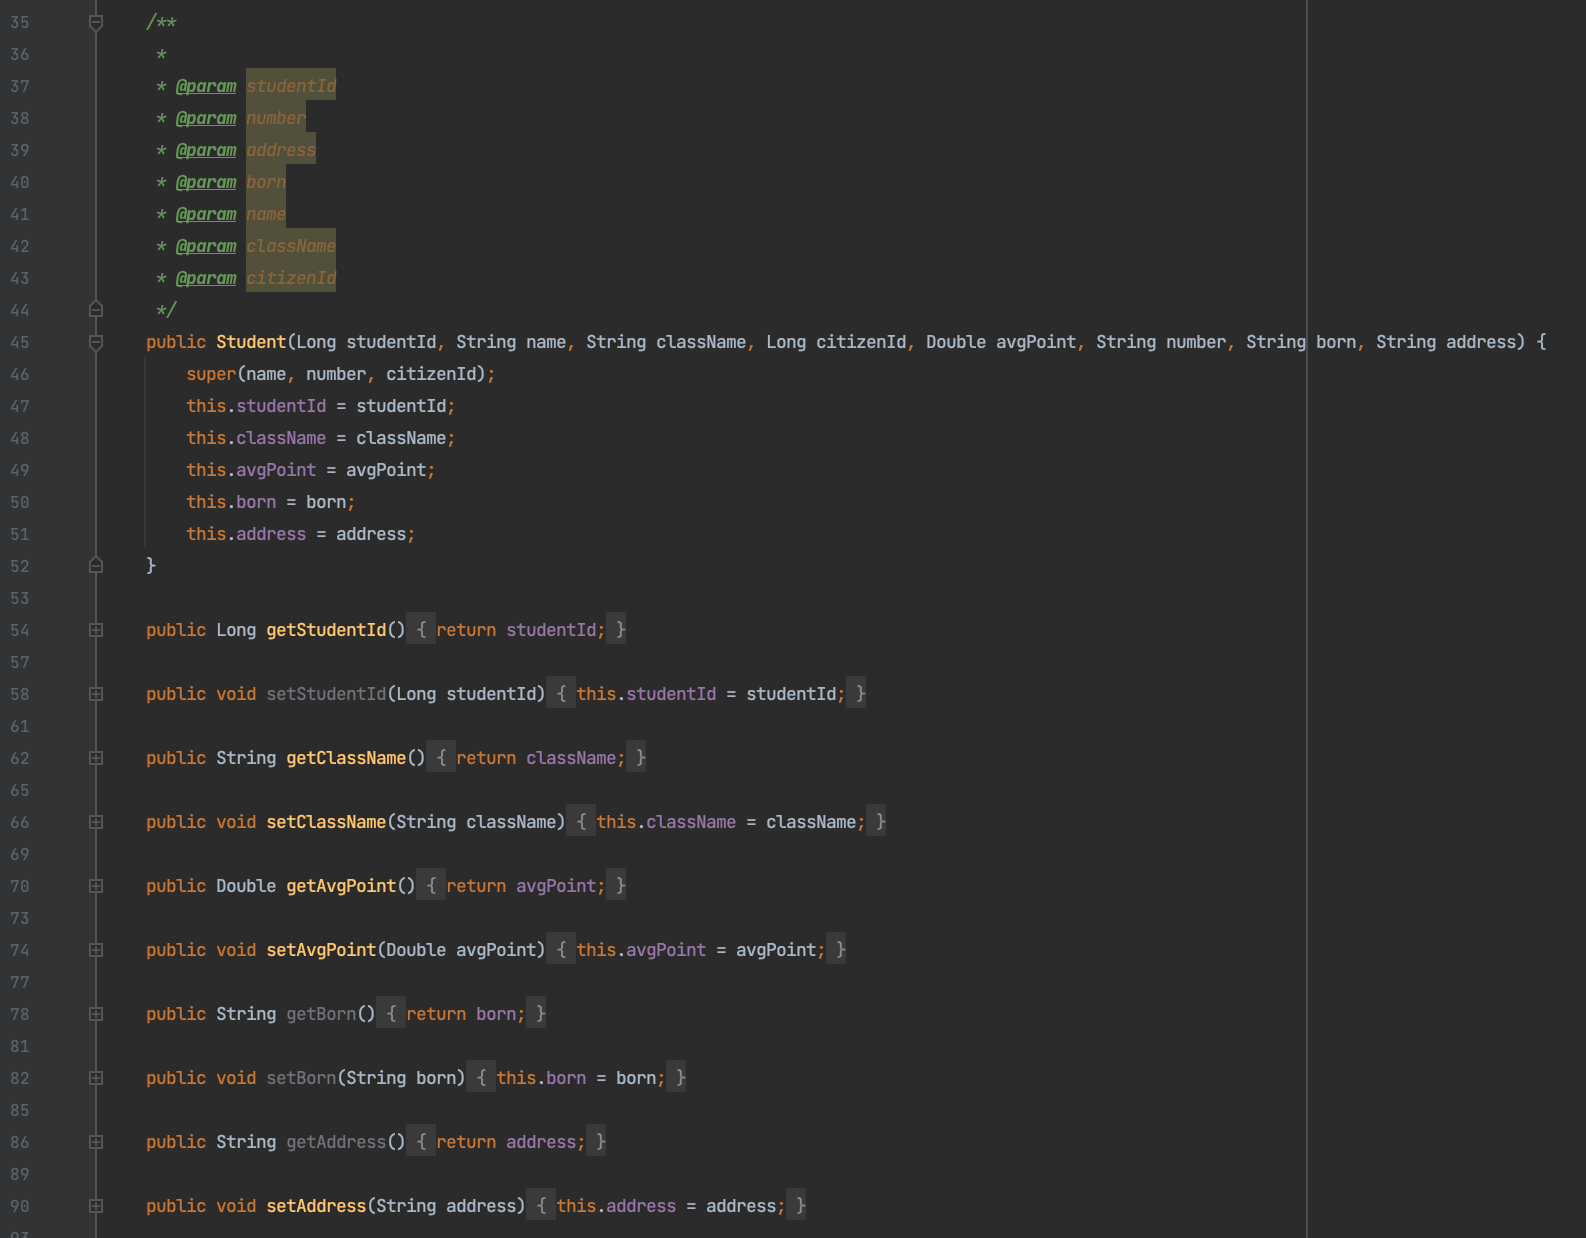 35 /**
36 *
37 * @param studentId
38 * @param number
39 * @param address
40 * @param born
41 * @param name
42 * @param className
43 * @param citizenId
44 */
45 public Student(Long studentId, String name, String className, Long citizenId, Double avgPoint, String number, String born, String address) {
46 super(name, number, citizenId);
47 this.studentId = studentId;
48 this.className = className;
49 this.avgPoint = avgPoint;
50 this.born = born;
51 this.address = address;
52 }
53
54 public Long getStudentId() { return studentId; }
57
58 public void setStudentId(Long studentId) { this.studentId = studentId; }
61
62 public String getClassName() { return className; }
65
66 public void setClassName(String className) { this.className = className; }
69
70 public Double getAvgPoint() { return avgPoint; }
73
74 public void setAvgPoint(Double avgPoint) { this.avgPoint = avgPoint; }
77
78 public String getBorn() { return born; }
81
82 public void setBorn(String born) { this.born = born; }
85
86 public String getAddress() { return address; }
89
90 public void setAddress(String address) { this.address = address; }
93